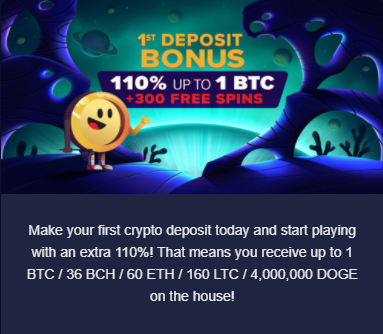 1ST DEPOSIT
BONUS
110% UP TO 1 BTC
+300 FREE SPINS
Make your first crypto deposit today and start playing
with an extra 110%! That means you receive up to 1
BTC / 36 BCH / 60 ETH / 160 LTC / 4,000,000 DOGE
on the house!